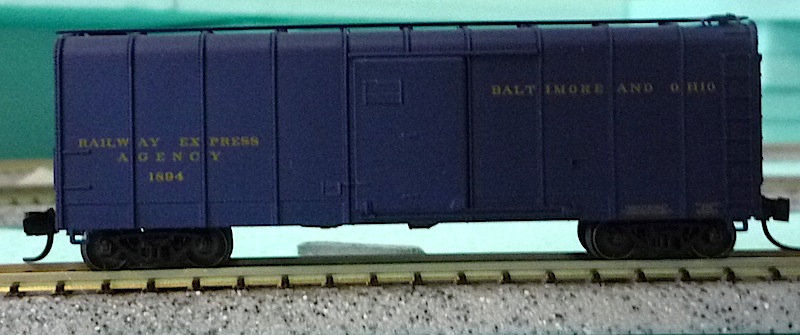 RAILWAY EXPRESS
AGENCY
1894
BALTIMORE AND OHIO